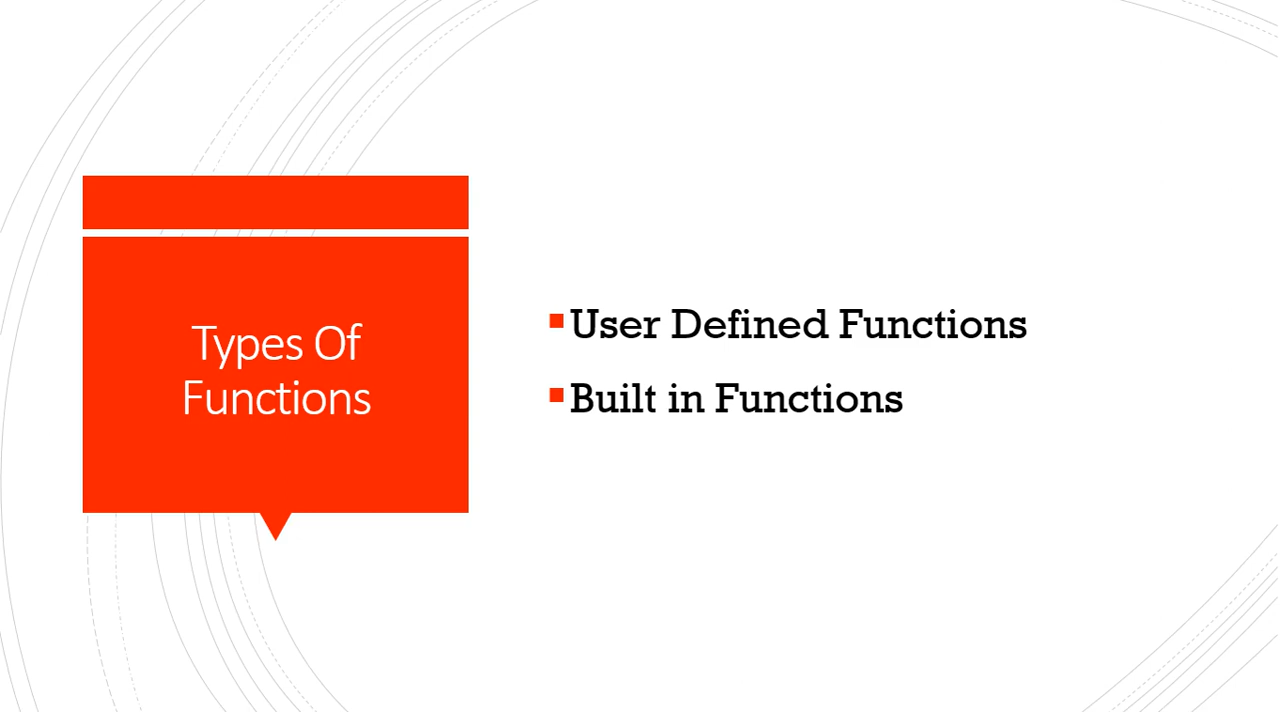 Types Of
Functions
User Defined Functions
Built in Functions